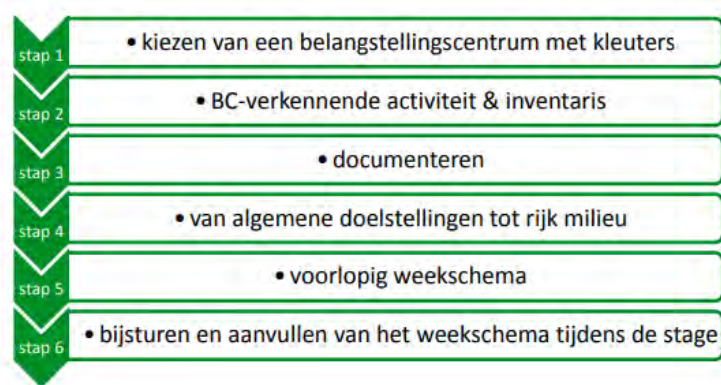 stap 1
• kiezen van een belangstellingscentrum met kleuters
stap 2
• BC-verkennende activiteit & inventaris
stap 3
• documenteren
stap 4
• van algemene doelstellingen tot rijk milieu
stap 5
• voorlopig weekschema
stap 6
• bijsturen en aanvullen van het weekschema tijdens de stage